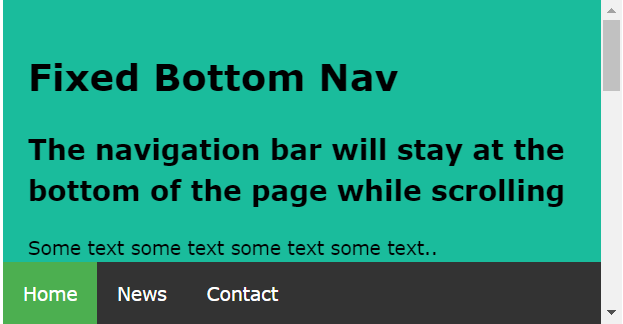 Fixed Bottom Nav
The navigation bar will stay at the
bottom of the page while scrolling
Some text some text some text some text..
Home News Contact